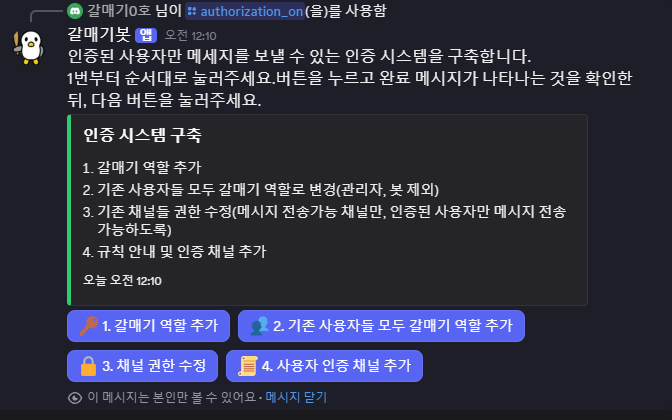 갈매기0호 님이 authorization_on (을)를 사용함
갈매기봇 앱 오전 12:10
인증된 사용자만 메세지를 보낼 수 있는 인증 시스템을 구축합니다.
1번부터 순서대로 눌러주세요.버튼을 누르고 완료 메시지가 나타나는 것을 확인한
뒤, 다음 버튼을 눌러주세요.
인증 시스템 구축
1. 갈매기 역할 추가
2. 기존 사용자들 모두 갈매기 역할로 변경(관리자, 봇 제외)
3. 기존 채널들 권한 수정(메시지 전송가능 채널만, 인증된 사용자만 메시지 전송
가능하도록)
4. 규칙 안내 및 인증 채널 추가
오늘 오전 12:10
1. 갈매기 역할 추가
2. 기존 사용자들 모두 갈매기 역할 추가
3. 채널 권한 수정
4. 사용자 인증 채널 추가
이 메시지는 본인만 볼 수 있어요 · 메시지 닫기